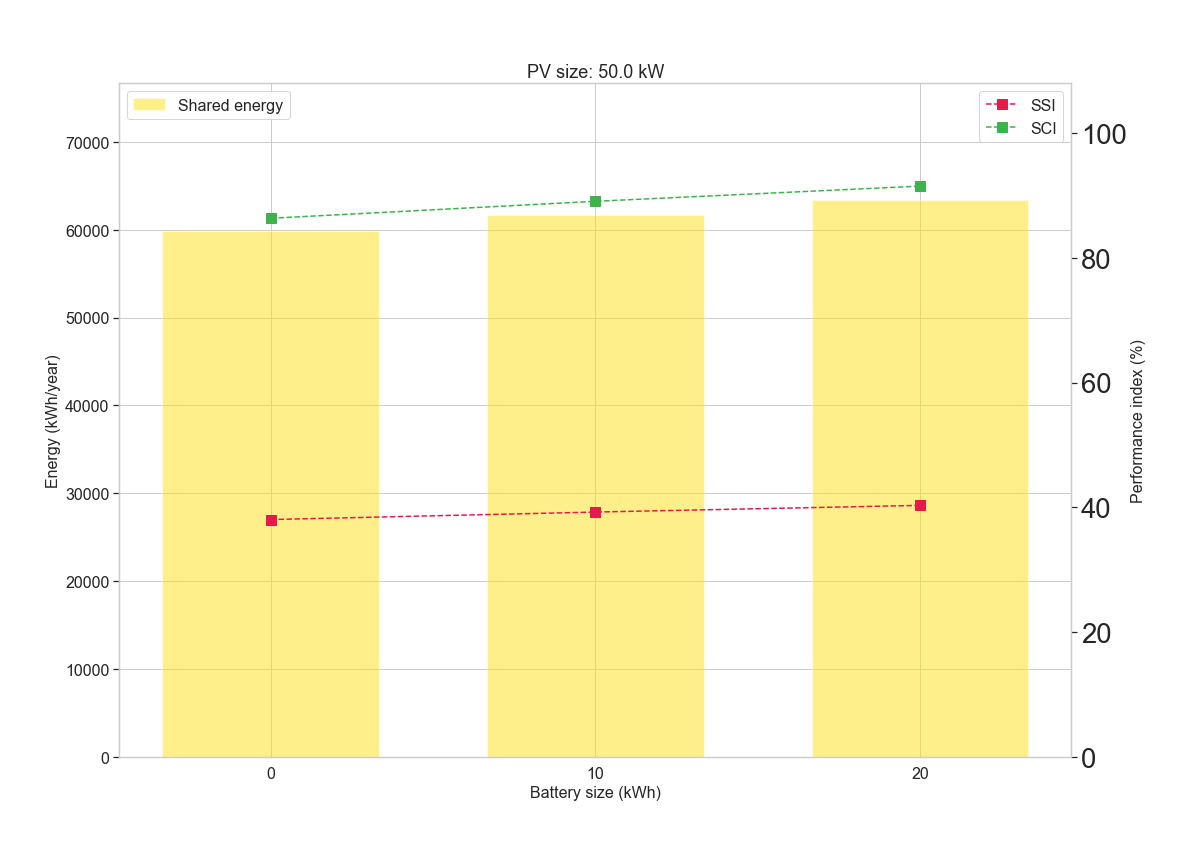 PV size: 50.0 kW
Shared energy
SSI
SCI
70000
60000
50000
40000
30000
20000
10000
0
Energy (kWh/year)
100
80
60
40
20
0
Performance index (%)
0 10 20
Battery size (kWh)